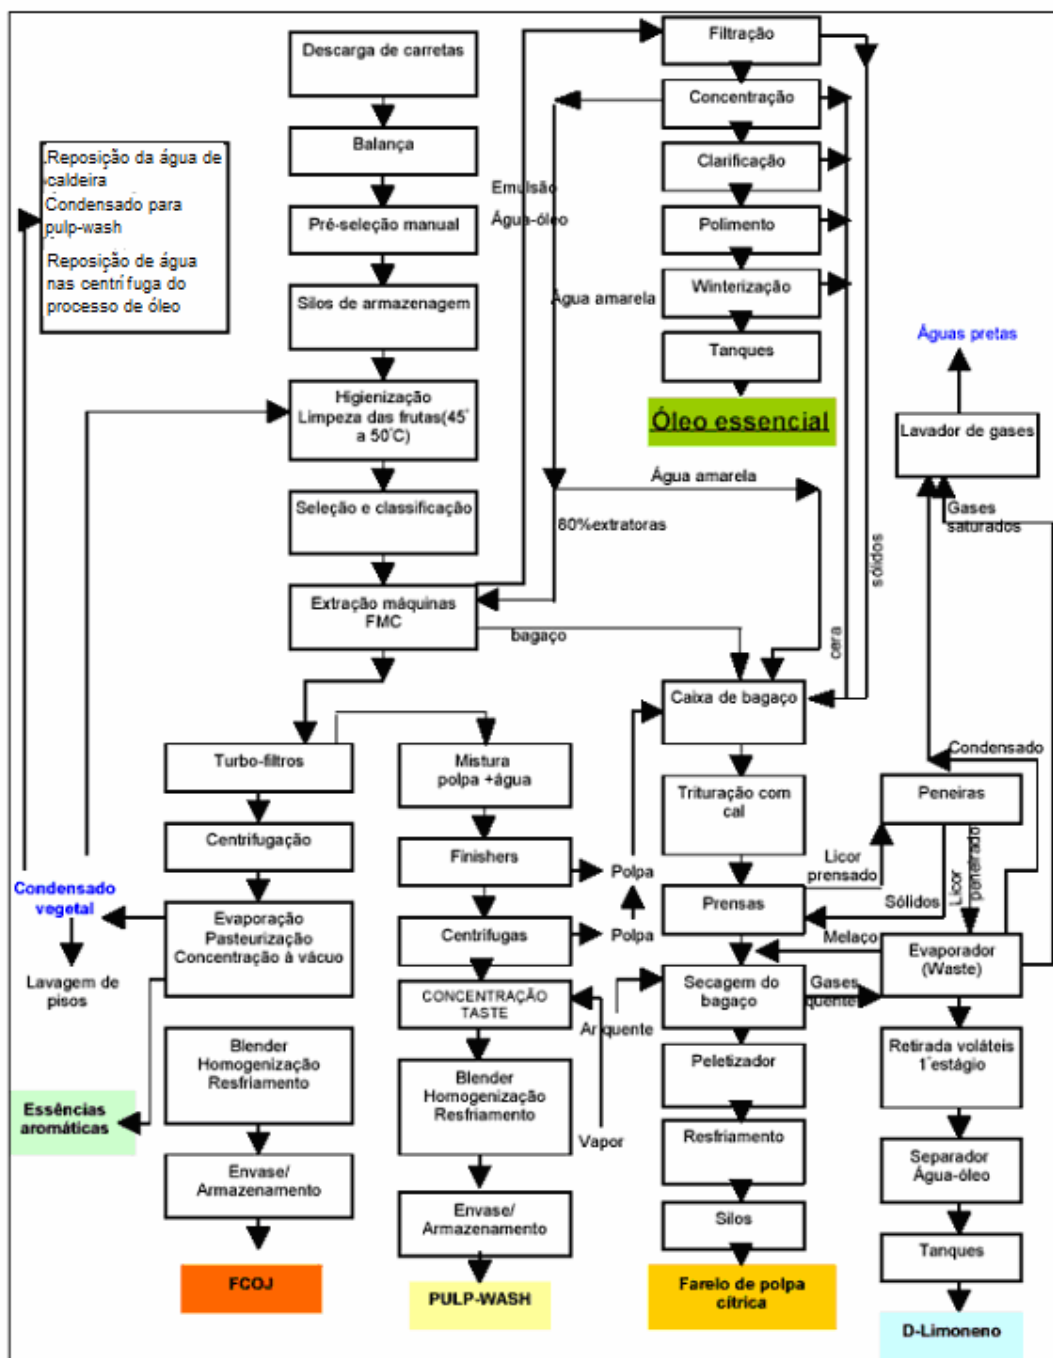 Descarga de carretas
Balança
Pré-seleção manual
Silos de armazenagem
Higienização
Limpeza das frutas(45°
a 50°C)
Seleção e classificação
Extração máquinas
FMC
Reposição da água de
caldeira
Condensado para
pulp-wash
Reposição de água
nas centrífuga do
processo de óleo
Filtração
Concentração
Clarificação
Polimento
Winterização
Tanques
Óleo essencial
Emulsão
Água-óleo
Água amarela
Água amarela
80%extratoras
bagaço
sólidos
cera
Águas pretas
Lavador de gases
Gases
saturados
Condensado
Turbo-filtros
Centrifugação
Evaporação
Pasteurização
Concentração à vácuo
Blender
Homogenização
Resfriamento
Envase/
Armazenamento
FCOJ
Condensado
vegetal
Lavagem de
pisos
Essências
aromáticas
Mistura
polpa +água
Finishers
Polpa
Centrífugas
Polpa
CONCENTRAÇÃO
TASTE
Blender
Homogenização
Resfriamento
Vapor
Envase/
Armazenamento
PULP-WASH
Caixa de bagaço
Trituração com
cal
Prensas
Secagem do
bagaço
Ar quente
Peletizador
Resfriamento
Silos
Farelo de polpa
cítrica
Peneiras
Licor
prensado
Sólidos
Licor
peneirado
Melaço
Gases
quente
Evaporador
(Waste)
Retirada voláteis
1°estágio
Separador
Água-óleo
Tanques
D-Limoneno